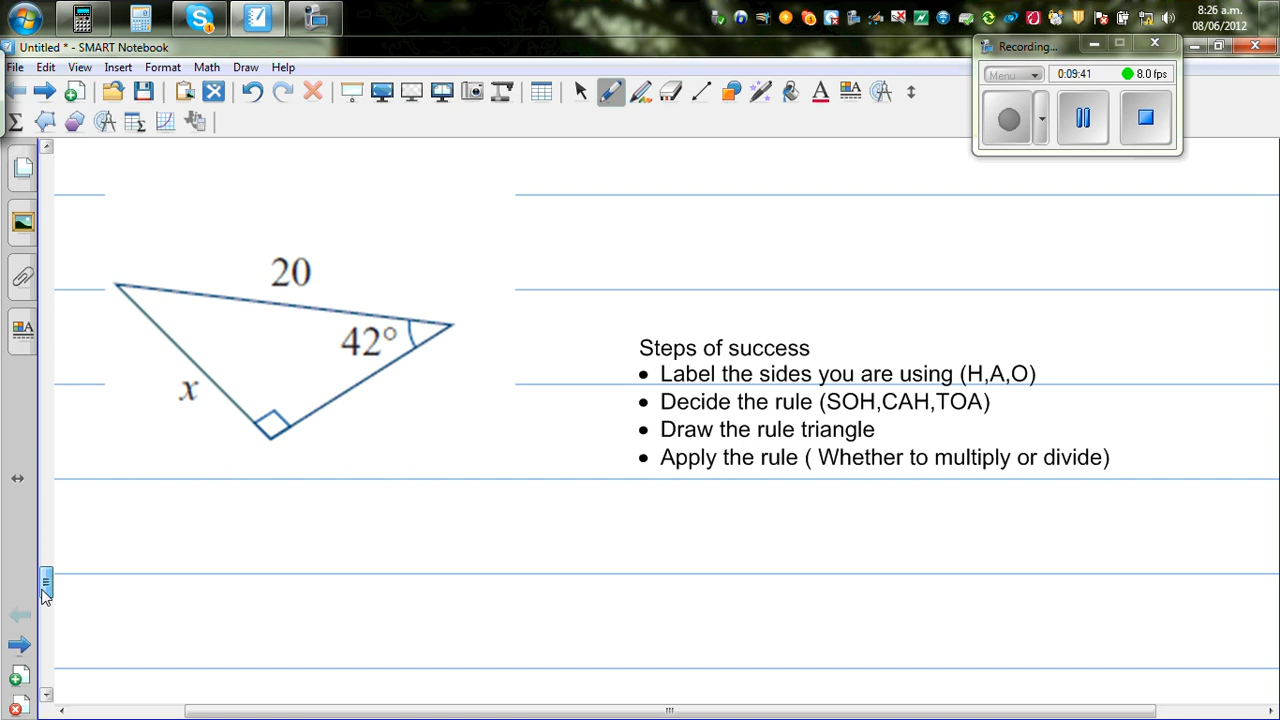 8:26 a.m.
08/06/2012
Untitled * - SMART Notebook
Recording...
File Edit View Insert Format Math Draw Help
Menu 0:09:41 8.0 fps
20
42°
x
Steps of success
• Label the sides you are using (H,A,O)
• Decide the rule (SOH,CAH,TOA)
• Draw the rule triangle
• Apply the rule ( Whether to multiply or divide)